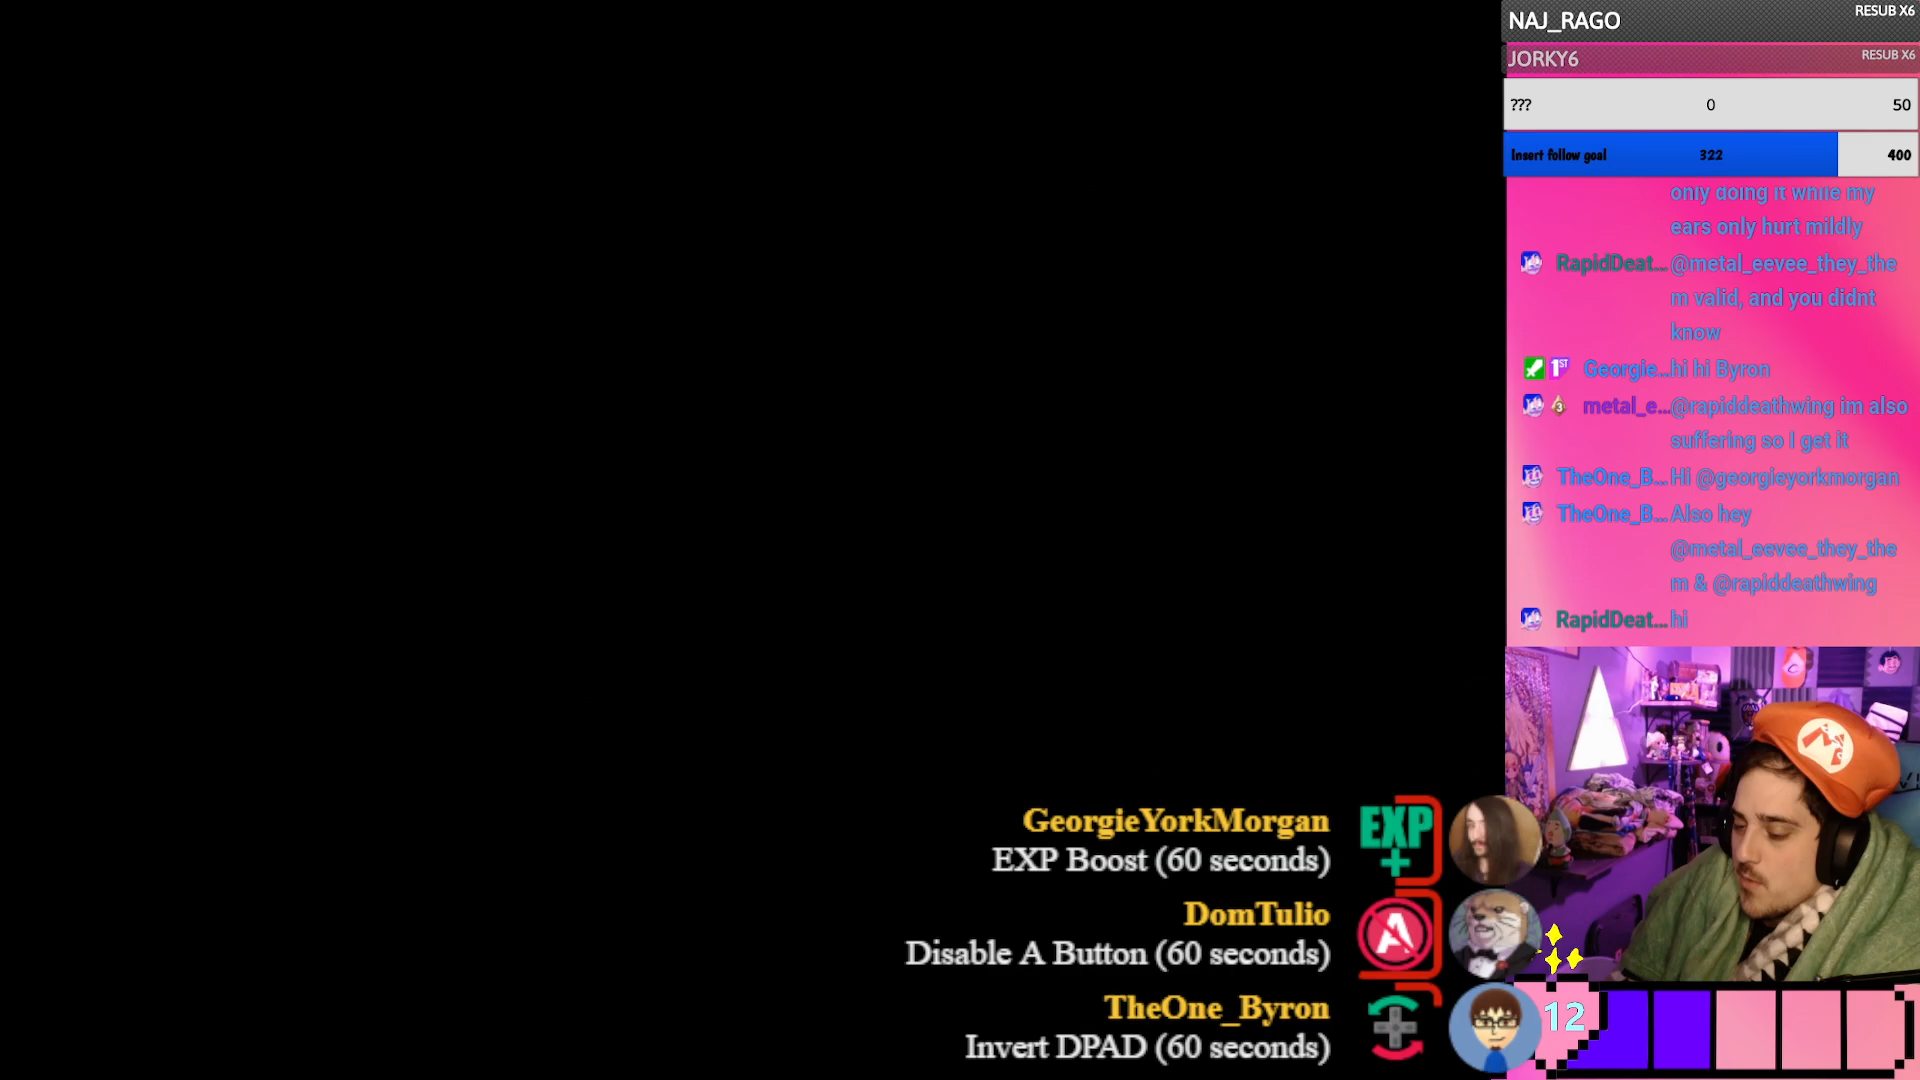 NAJ_RAGO RESUB X6
JORKY6 RESUB X6
??? 0 50
Insert follow goal 322 400
only doing it while my
ears only hurt mildly
RapidDeat... @metal_eevee_they_the
m valid, and you didnt
know
1ST Georgie... hi hi Byron
3 metal_e... @rapiddeathwing im also
suffering so I get it
TheOne_B... Hi @georgieyorkmorgan
TheOne_B... Also hey
@metal_eevee_they_the
m & @rapiddeathwing
RapidDeat... hi
GeorgieYorkMorgan
EXP Boost (60 seconds)
EXP
+
DomTulio
Disable A Button (60 seconds)
A
TheOne_Byron
Invert DPAD (60 seconds)
M
12